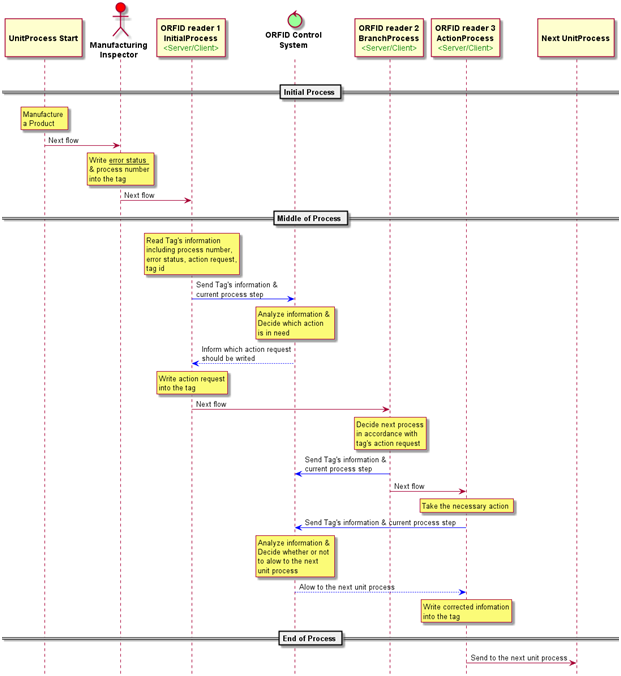 UnitProcess Start
Manufacturing
Inspector
ORFID reader 1
InitialProcess
<Server/Client>
ORFID Control
System
ORFID reader 2
BranchProcess
<Server/Client>
ORFID reader 3
ActionProcess
<Server/Client>
Next UnitProcess
Initial Process
Manufacture
a Product
Next flow
Write error status
& process number
into the tag
Next flow
Middle of Process
Read Tag's information
including process number,
error status, action request,
tag id
Send Tag's information &
current process step
Analyze information &
Decide which action
is in need
Inform which action request
should be writed
Write action request
into the tag
Next flow
Decide next process
in accordance with
tag's action request
Send Tag's information &
current process step
Next flow
Take the necessary action
Send Tag's information & current process step
Analyze information &
Decide whether or not
to alow to the next
unit process
Alow to the next unit process
Write corrected infomation
into the tag
End of Process
Send to the next unit process